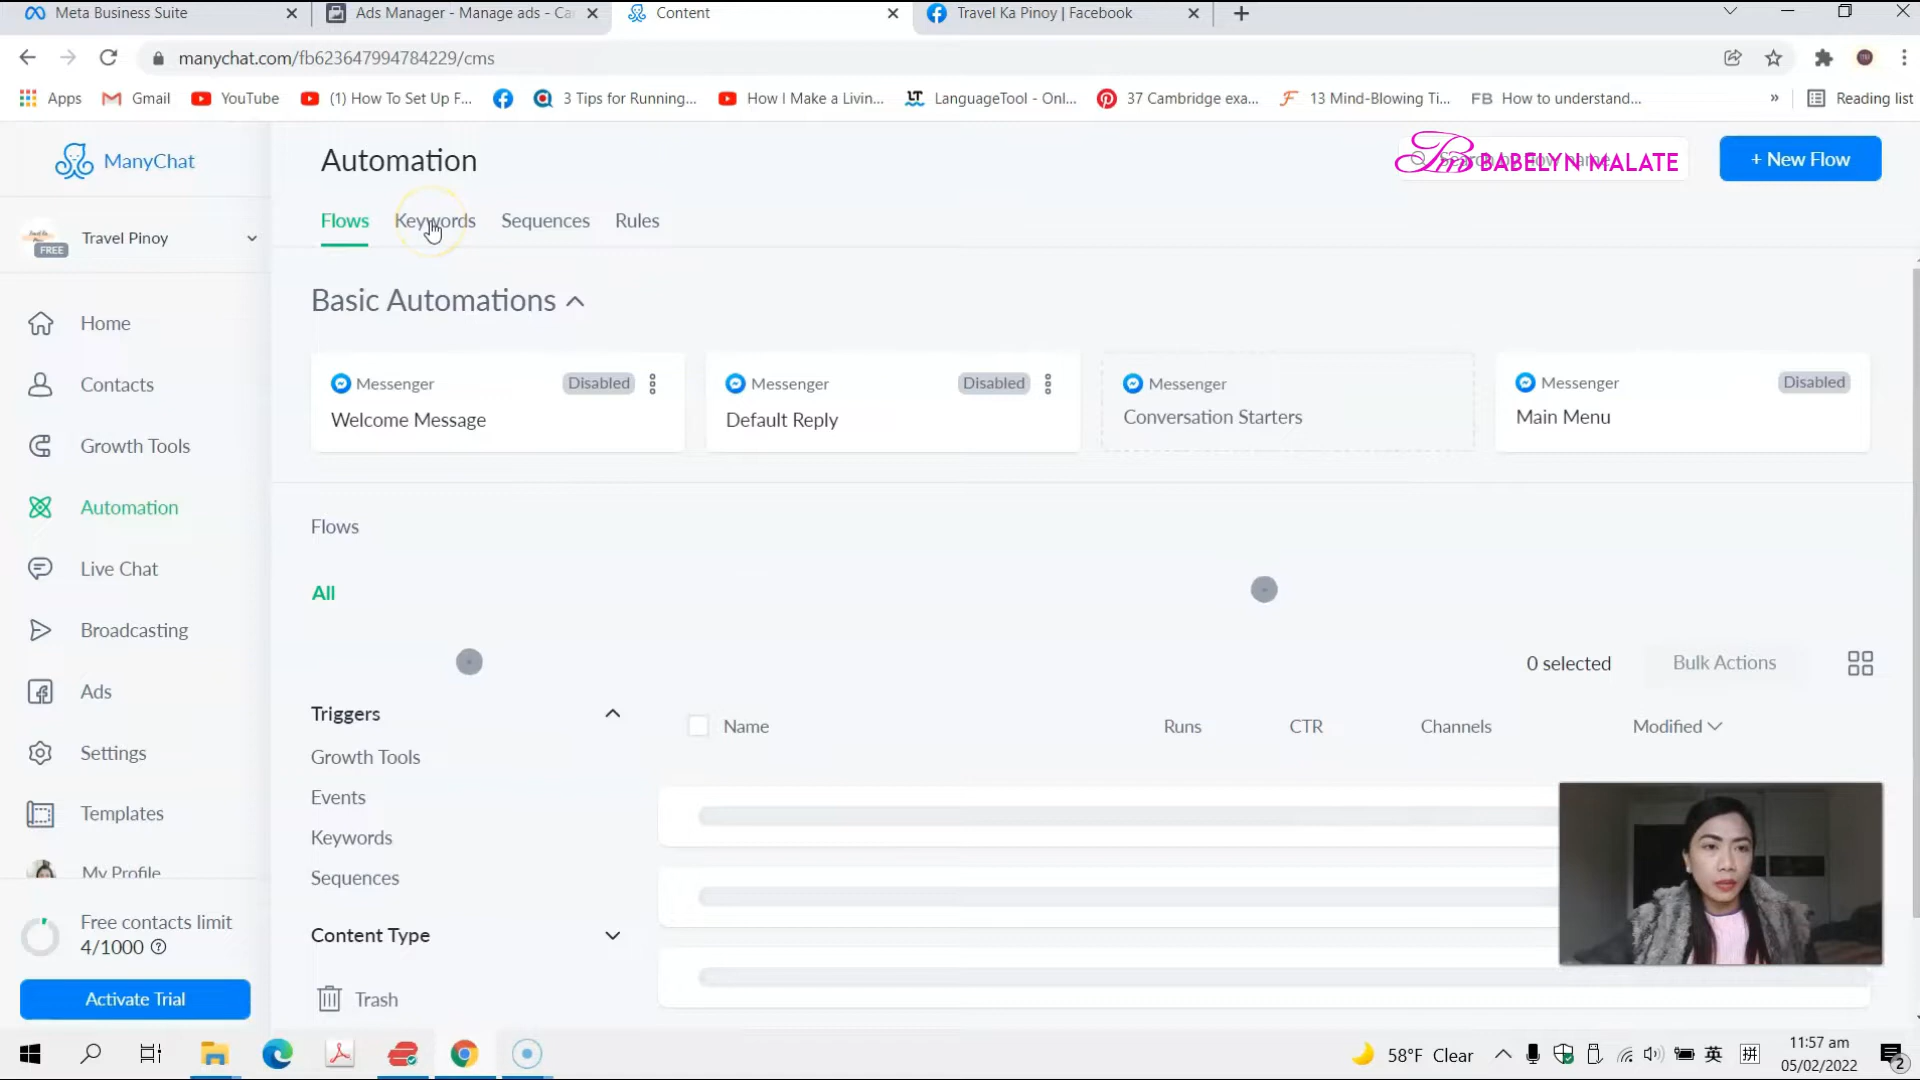 Meta Business Suite
Ads Manager - Manage ads - Ca
Content
Travel Ka Pinoy | Facebook
manychat.com/fb623647994784229/cms
Apps
Gmail
YouTube
(1) How To Set Up F...
3 Tips for Running...
How I Make a Livin...
LanguageTool - Onl...
37 Cambridge exa...
13 Mind-Blowing Ti...
FB How to understand...
»
Reading list
ManyChat
Automation
BABELYN MALATE
+ New Flow
Flows
Keywords
Sequences
Rules
FREE
Travel Pinoy
Home
Contacts
Growth Tools
Automation
Live Chat
Broadcasting
Ads
Settings
Templates
My Profile
Free contacts limit
4/1000
Activate Trial
Basic Automations
Messenger
Disabled
Welcome Message
Messenger
Disabled
Default Reply
Messenger
Conversation Starters
Messenger
Disabled
Main Menu
Flows
All
0 selected
Bulk Actions
Triggers
Growth Tools
Events
Keywords
Sequences
Content Type
Trash
Name
Runs
CTR
Channels
Modified
58°F Clear
英
拼
11:57 am
05/02/2022
2